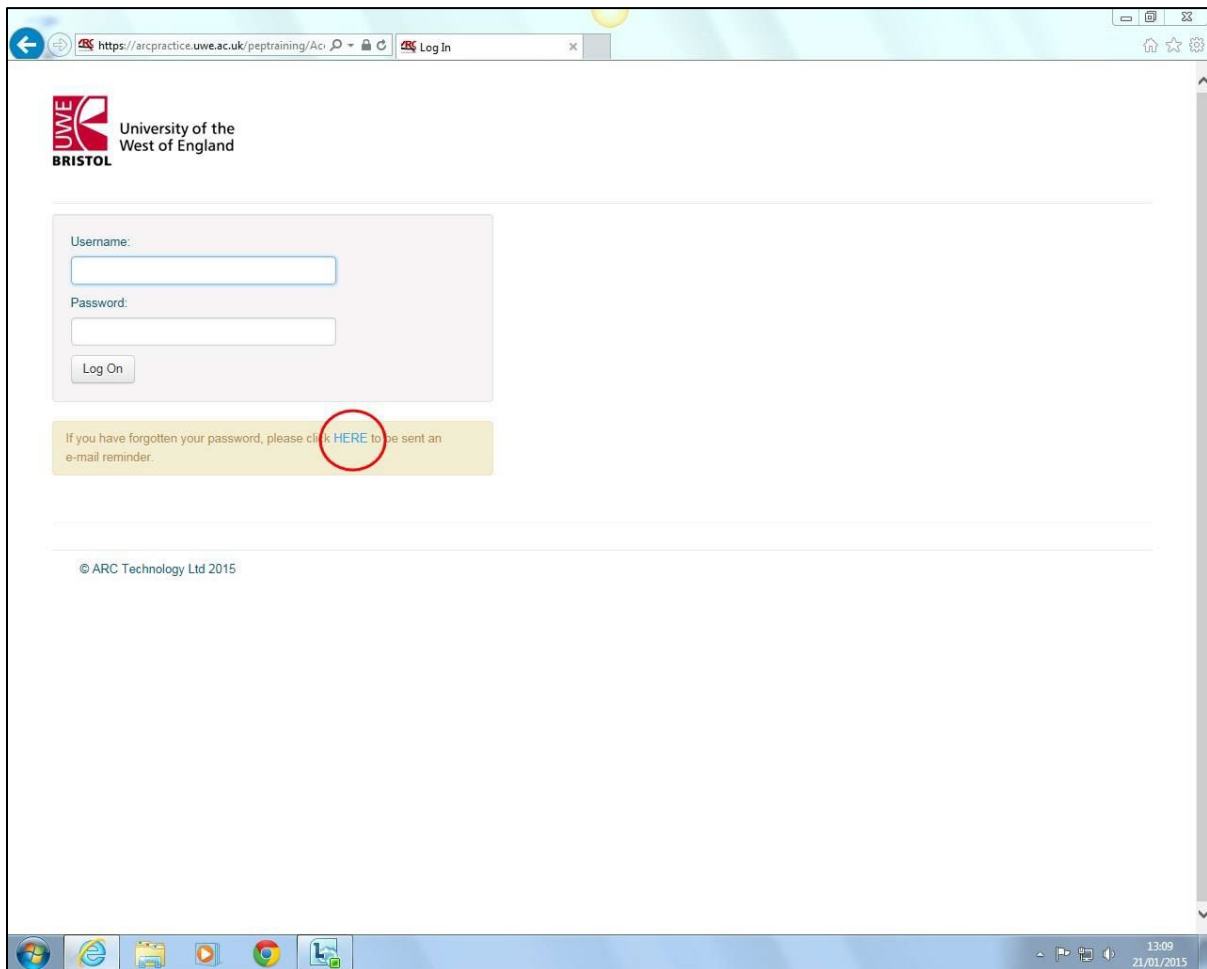 https://arcpractice.uwe.ac.uk/peptraining/Ac
Log In
UWE
BRISTOL
University of the
West of England
Username:
Password:
Log On
If you have forgotten your password, please click HERE to be sent an
e-mail reminder.
© ARC Technology Ltd 2015
13:09
21/01/2015